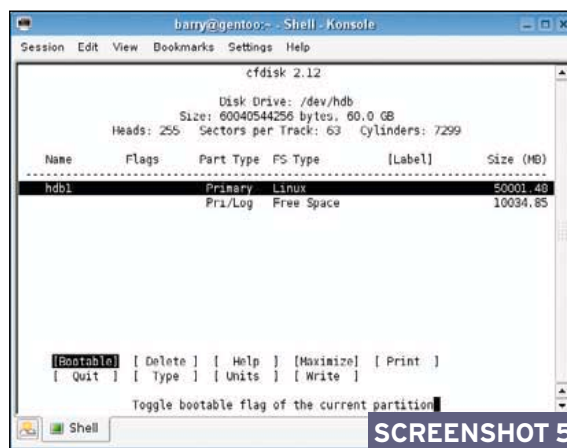 barry@gentoo:~ - Shell - Konsole
Session Edit View Bookmarks Settings Help
cfdisk 2.12
Disk Drive: /dev/hdb
Size: 60040544256 bytes, 60.0 GB
Heads: 255 Sectors per Track: 63 Cylinders: 7299
Name Flags Part Type FS Type [Label] Size (MB)
hdb1 Primary Linux 50001.48
Pri/Log Free Space 10034.85
[Bootable] [ Delete ] [ Help ] [Maximize] [ Print ]
[ Quit ] [ Type ] [ Units ] [ Write ]
Toggle bootable flag of the current partition
Shell
SCREENSHOT 5